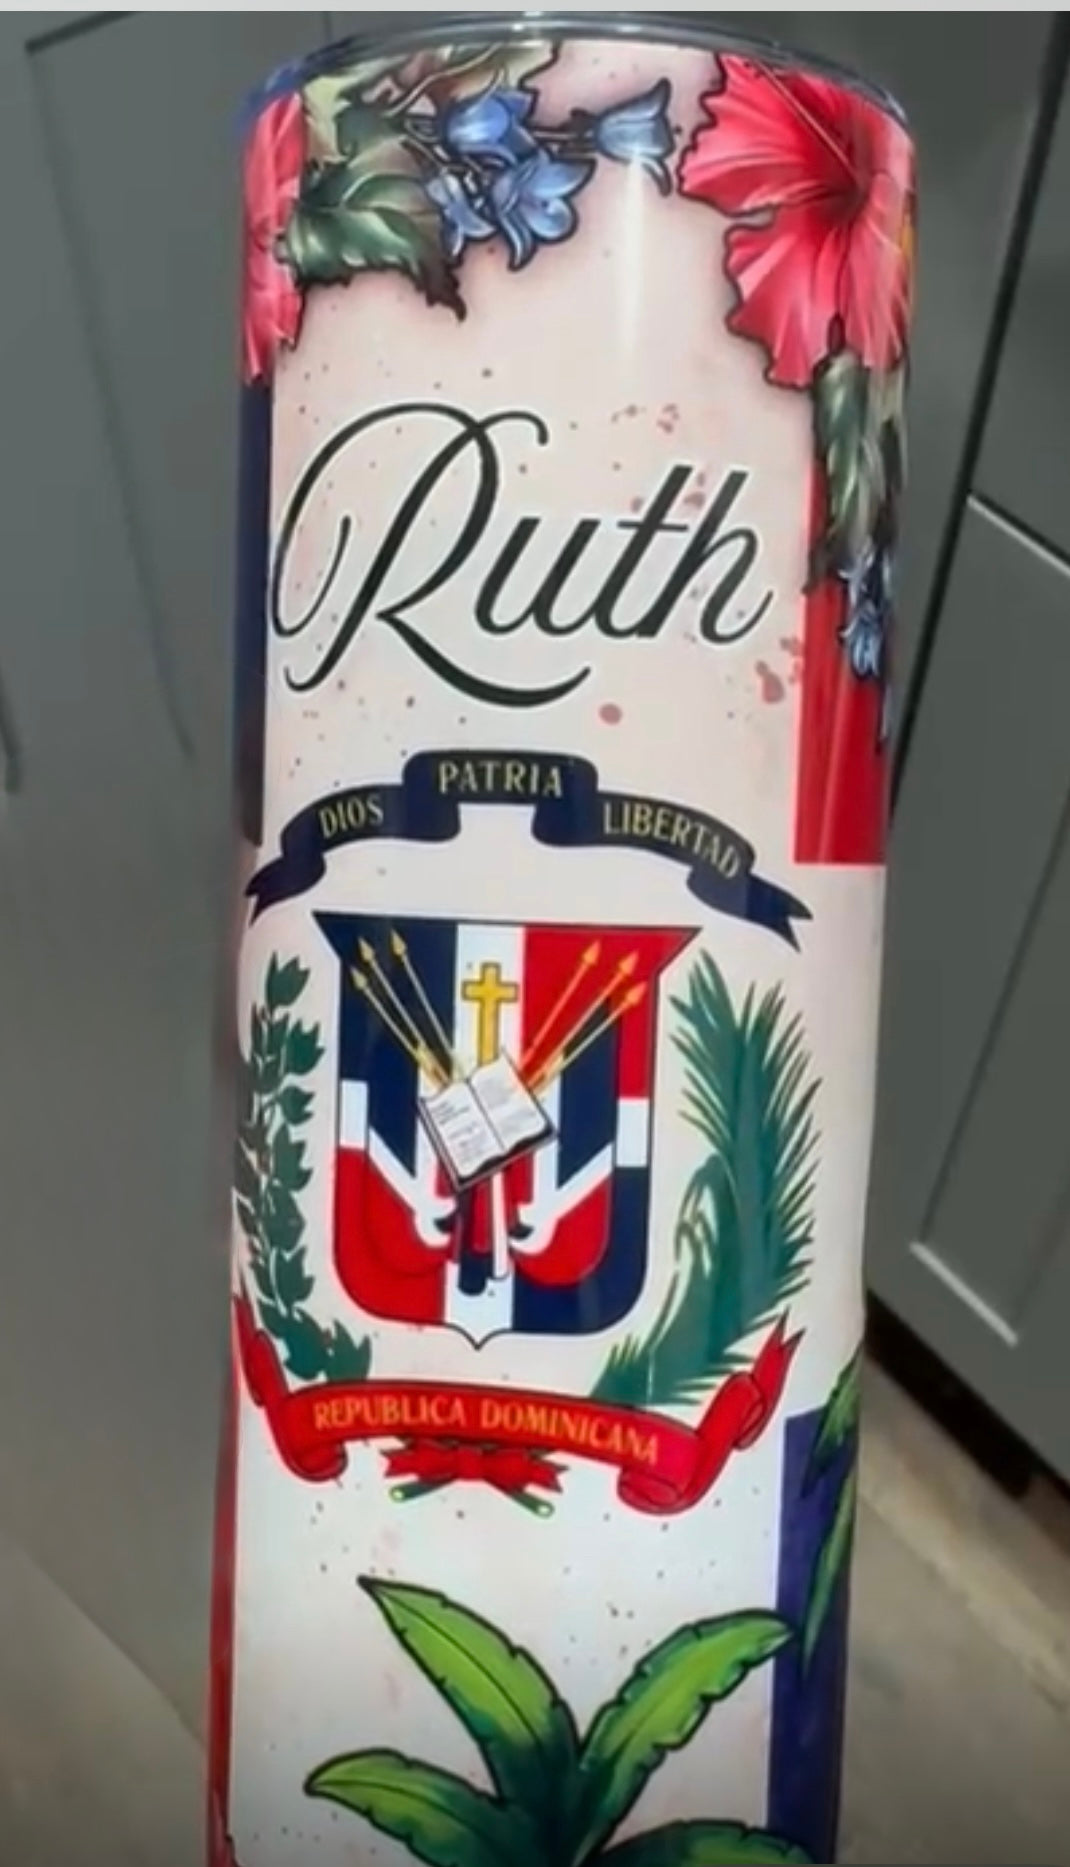 Ruth
DIOS PATRIA LIBERTAD
REPUBLICA DOMINICANA